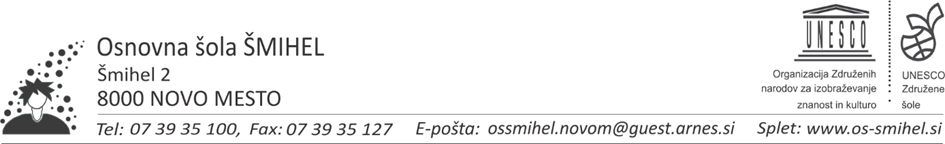 Osnovna šola ŠMIHEL
Šmihel 2
8000 NOVO MESTO
UNESCO
Organizacija Združenih
narodov za izobraževanje
znanost in kulturo
UNESCO
Združene
šole
Tel: 07 39 35 100, Fax: 07 39 35 127 E-pošta: ossmihel.novom@guest.arnes.si Splet: www.os-smihel.si